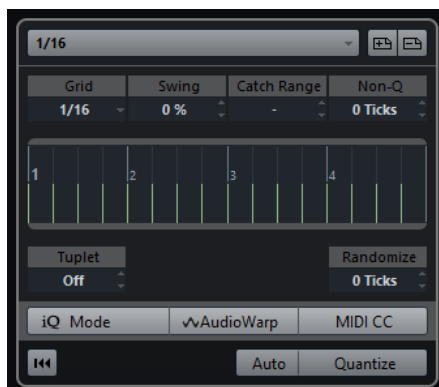 1/16
Grid Swing Catch Range Non-Q
1/16 0 % - 0 Ticks
1 2 3 4
Tuplet Randomize
Off 0 Ticks
iQ Mode AudioWarp MIDI CC
Auto Quantize